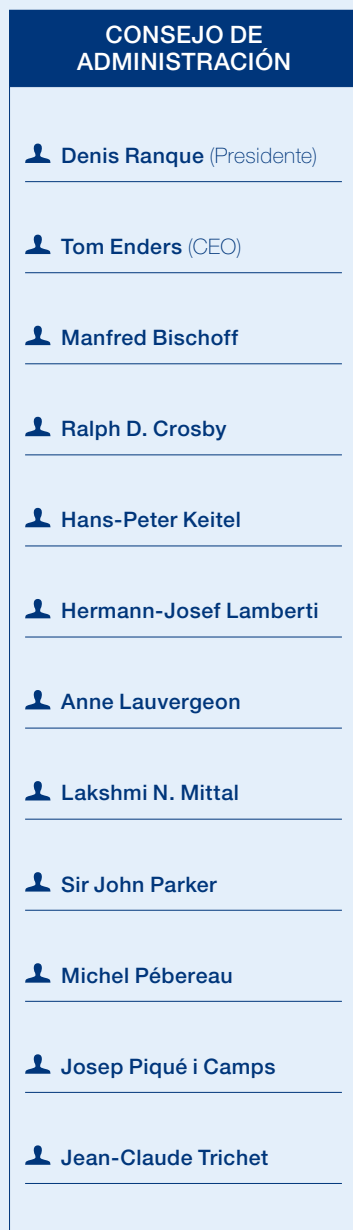 CONSEJO DE
ADMINISTRACIÓN
Denis Ranque (Presidente)
Tom Enders (CEO)
Manfred Bischoff
Ralph D. Crosby
Hans-Peter Keitel
Hermann-Josef Lamberti
Anne Lauvergeon
Lakshmi N. Mittal
Sir John Parker
Michel Pébereau
Josep Piqué i Camps
Jean-Claude Trichet